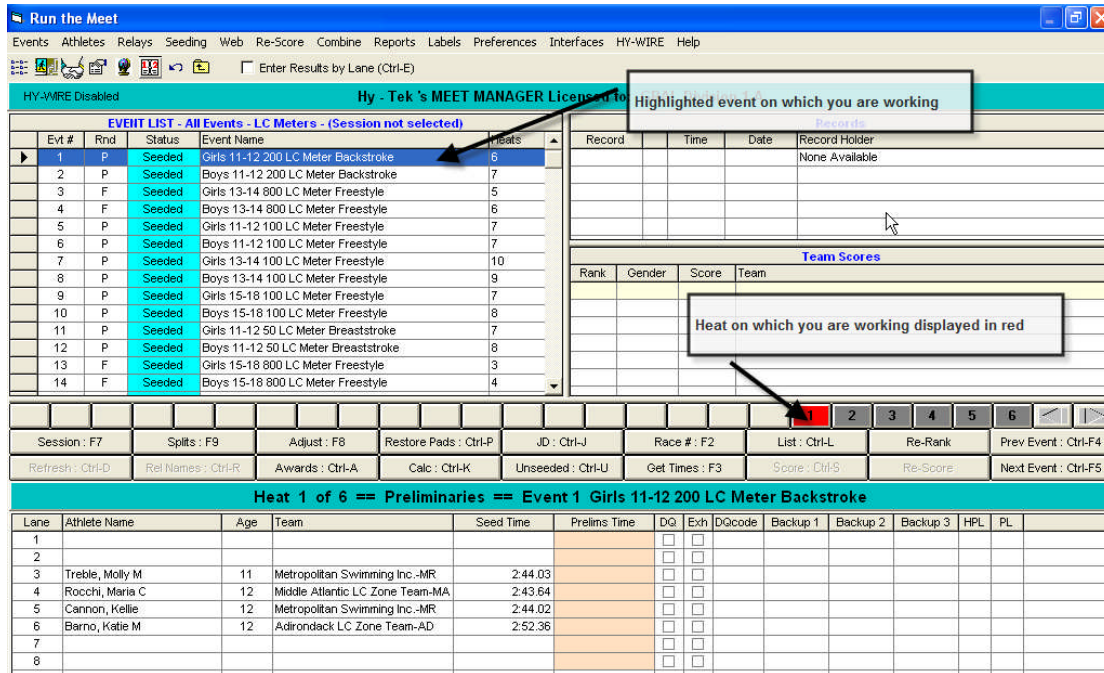 Run the Meet
Events Athletes Relays Seeding Web Re-Score Combine Reports Labels Preferences Interfaces HY-WIRE Help
Enter Results by Lane (Ctrl-E)
HY-WIRE Disabled Hy - Tek 's MEET MANAGER Licensed for
Highlighted event on which you are working
EVENT LIST - All Events - LC Meters - (Session not selected)
Records
Evt # Rnd Status Event Name Heats
Record Time Date Record Holder
None Available
1 P Seeded Girls 11-12 200 LC Meter Backstroke 6
2 P Seeded Boys 11-12 200 LC Meter Backstroke 7
3 F Seeded Girls 13-14 800 LC Meter Freestyle 5
4 F Seeded Boys 13-14 800 LC Meter Freestyle 6
5 P Seeded Girls 11-12 100 LC Meter Freestyle 7
6 P Seeded Boys 11-12 100 LC Meter Freestyle 7
7 P Seeded Girls 13-14 100 LC Meter Freestyle 10
8 P Seeded Boys 13-14 100 LC Meter Freestyle 9
9 P Seeded Girls 15-18 100 LC Meter Freestyle 7
10 P Seeded Boys 15-18 100 LC Meter Freestyle 8
11 P Seeded Girls 11-12 50 LC Meter Breaststroke 7
12 P Seeded Boys 11-12 50 LC Meter Breaststroke 8
13 F Seeded Girls 15-18 800 LC Meter Freestyle 3
14 F Seeded Boys 15-18 800 LC Meter Freestyle 4
Team Scores
Rank Gender Score Team
Heat on which you are working displayed in red
1 2 3 4 5 6
Session : F7 Splits : F9 Adjust : F8 Restore Pads : Ctrl-P JD : Ctrl-J Race # : F2 List : Ctrl-L Re-Rank Prev Event : Ctrl-F4
Refresh : Ctrl-D Rel Names : Ctrl-R Awards : Ctrl-A Calc : Ctrl-K Unseeded : Ctrl-U Get Times : F3 Score : Ctrl-S Re-Score Next Event : Ctrl-F5
Heat 1 of 6 == Preliminaries == Event 1 Girls 11-12 200 LC Meter Backstroke
Lane Athlete Name Age Team Seed Time Prelims Time DQ Exh DQcode Backup 1 Backup 2 Backup 3 HPL PL
1
2
3 Treble, Molly M 11 Metropolitan Swimming Inc.-MR 2:44.03
4 Rocchi, Maria C 12 Middle Atlantic LC Zone Team-MA 2:43.64
5 Cannon, Kellie 12 Metropolitan Swimming Inc.-MR 2:44.02
6 Barno, Katie M 12 Adirondack LC Zone Team-AD 2:52.36
7
8